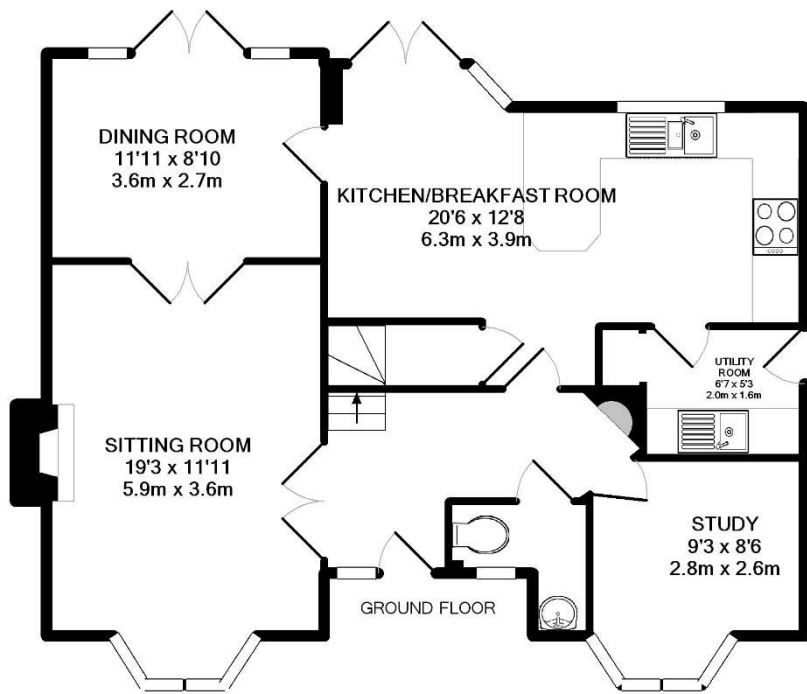 DINING ROOM
11'11 x 8'10
3.6m x 2.7m
KITCHEN/BREAKFAST ROOM
20'6 x 12'8
6.3m x 3.9m
UTILITY
ROOM
6'7 x 5'3
2.0m x 1.6m
SITTING ROOM
19'3 x 11'11
5.9m x 3.6m
STUDY
9'3 x 8'6
2.8m x 2.6m
GROUND FLOOR